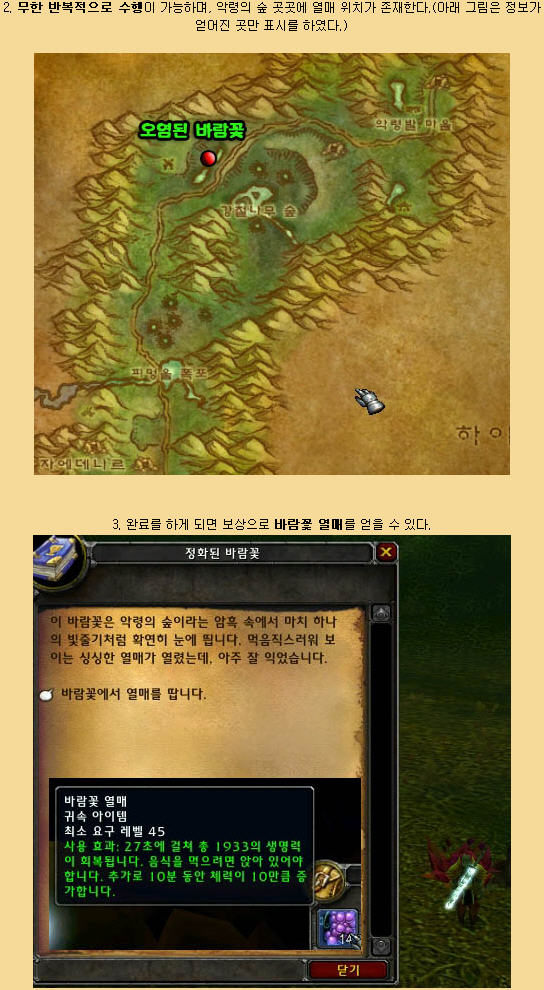 2. 무한 반복적으로 수행이 가능하며, 악령의 숲 곳곳에 열매 위치가 존재한다.(아래 그림은 정보가
얻어진 곳만 표시를 하였다.)
오염된 바람꽃
악령발 마을
강철나무 숲
피멍울 폭포
하이
자에데나르
3. 완료를 하게 되면 보상으로 바람꽃 열매를 얻을 수 있다.
정화된 바람꽃
이 바람꽃은 악령의 숲이라는 암흑 속에서 마치 하나
의 빛줄기처럼 확연히 눈에 띕니다. 먹음직스러워 보
이는 싱싱한 열매가 열렸는데, 아주 잘 익었습니다.
바람꽃에서 열매를 땁니다.
바람꽃 열매
귀속 아이템
최소 요구 레벨 45
사용 효과: 27초에 걸쳐 총 1933의 생명력
이 회복됩니다. 음식을 먹으려면 앉아 있어야
합니다. 추가로 10분 동안 체력이 10만큼 증
가합니다.
14
닫기